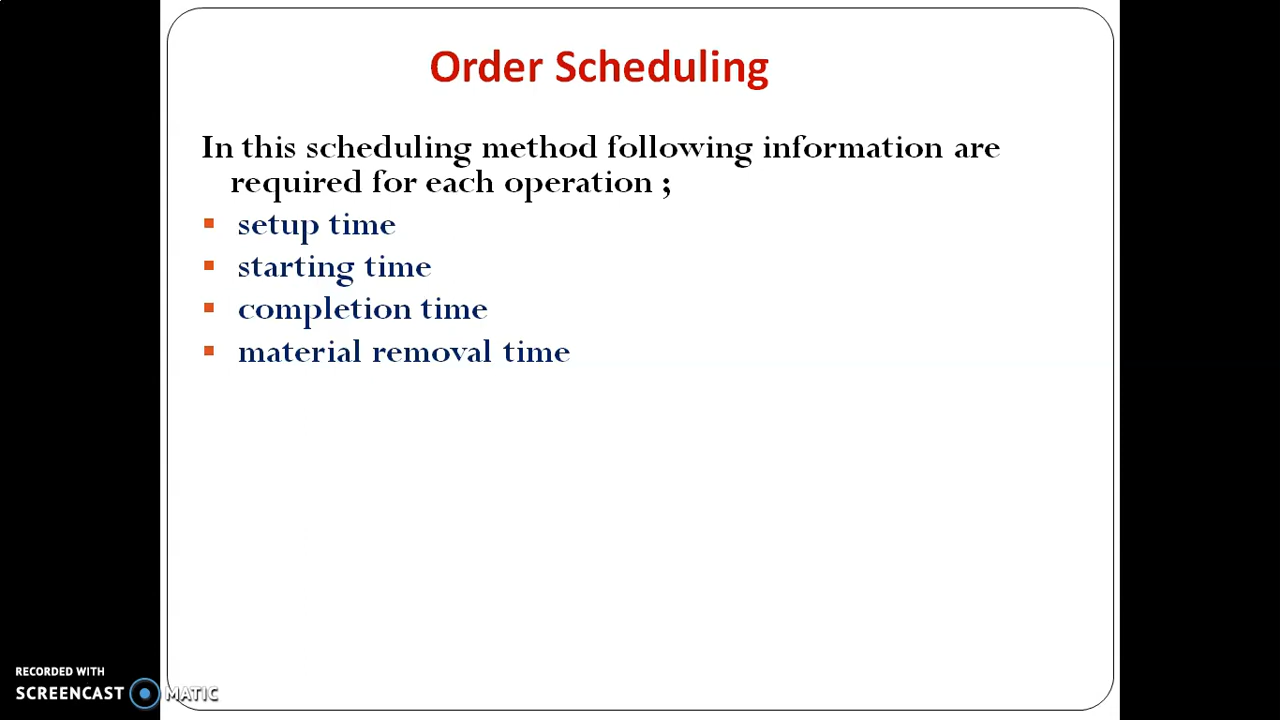 Order Scheduling
In this scheduling method following information are
required for each operation ;
▪ setup time
▪ starting time
▪ completion time
▪ material removal time
RECORDED WITH
SCREENCAST MATIC